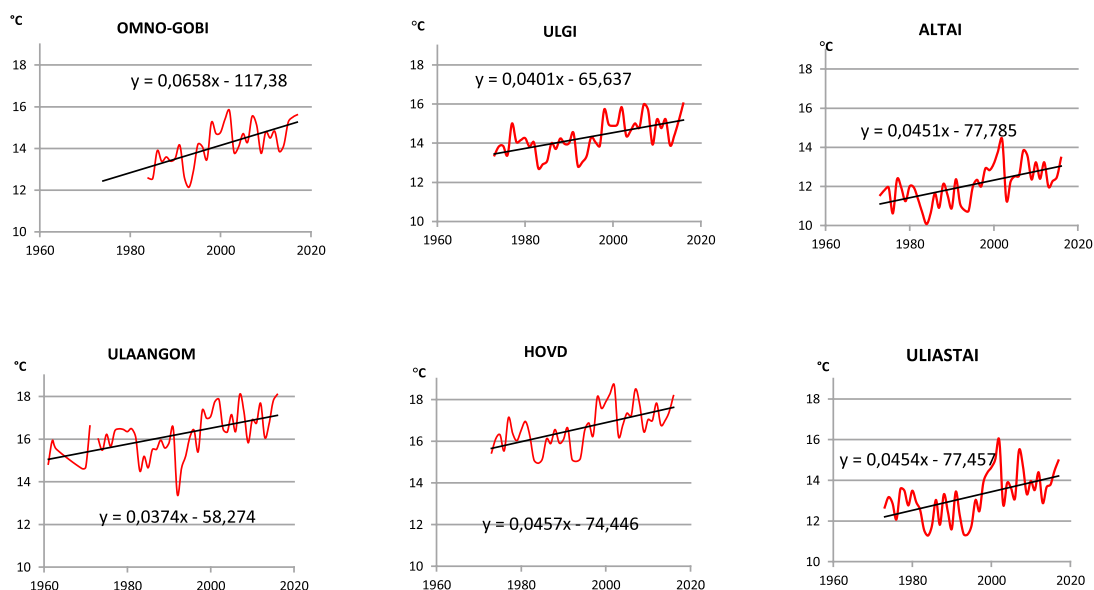 °C
OMNO-GOBI
18
y = 0,0658x - 117,38
16
14
12
10
1960 1980 2000 2020
°C
ULGI
18
y = 0,0401x - 65,637
16
14
12
10
1960 1980 2000 2020
ALTAI
°C
18
16
y = 0,0451x - 77,785
14
12
10
1960 1980 2000 2020
ULAANGOM
°C
18
16
14
y = 0,0374x - 58,274
12
10
1960 1980 2000 2020
HOVD
°C
18
16
14
12
y = 0,0457x - 74,446
10
1960 1980 2000 2020
ULIASTAI
°C
18
16
y = 0,0454x - 77,457
14
12
10
1960 1980 2000 2020